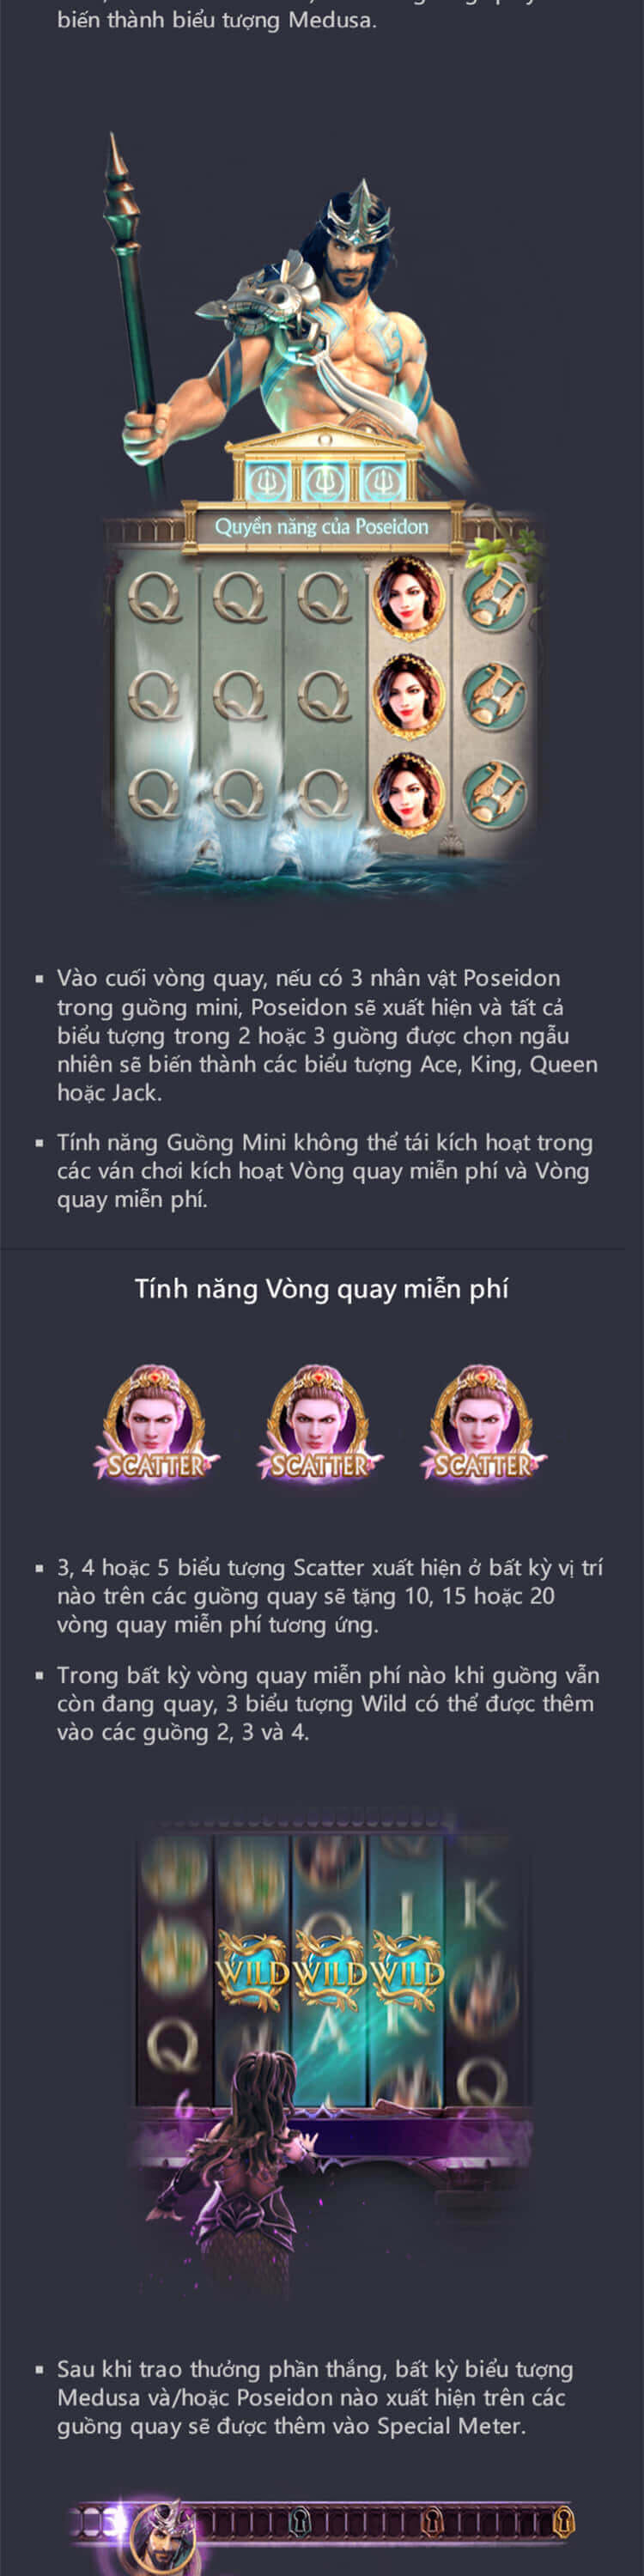 biến thành biểu tượng Medusa.
Quyền năng của Poseidon
Q Q Q
Q Q Q
Q Q Q
Vào cuối vòng quay, nếu có 3 nhân vật Poseidon
trong guồng mini, Poseidon sẽ xuất hiện và tất cả
biểu tượng trong 2 hoặc 3 guồng được chọn ngẫu
nhiên sẽ biến thành các biểu tượng Ace, King, Queen
hoặc Jack.
Tính năng Guồng Mini không thể tái kích hoạt trong
các ván chơi kích hoạt Vòng quay miễn phí và Vòng
quay miễn phí.
Tính năng Vòng quay miễn phí
SCATTER SCATTER SCATTER
3, 4 hoặc 5 biểu tượng Scatter xuất hiện ở bất kỳ vị trí
nào trên các guồng quay sẽ tặng 10, 15 hoặc 20
vòng quay miễn phí tương ứng.
Trong bất kỳ vòng quay miễn phí nào khi guồng vẫn
còn đang quay, 3 biểu tượng Wild có thể được thêm
vào các guồng 2, 3 và 4.
J K
WILD WILD WILD
Q A K Q
Sau khi trao thưởng phần thắng, bất kỳ biểu tượng
Medusa và/hoặc Poseidon nào xuất hiện trên các
guồng quay sẽ được thêm vào Special Meter.